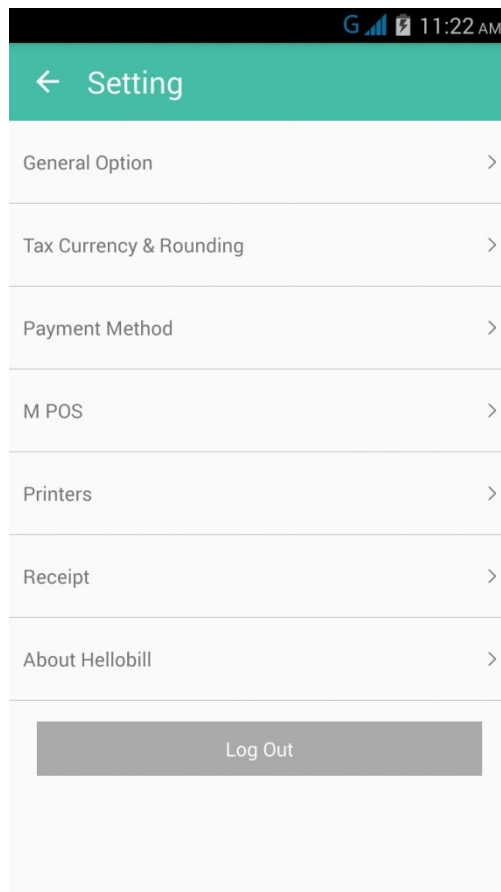 G 11:22 AM
Setting
General Option
Tax Currency & Rounding
Payment Method
M POS
Printers
Receipt
About Hellobill
Log Out